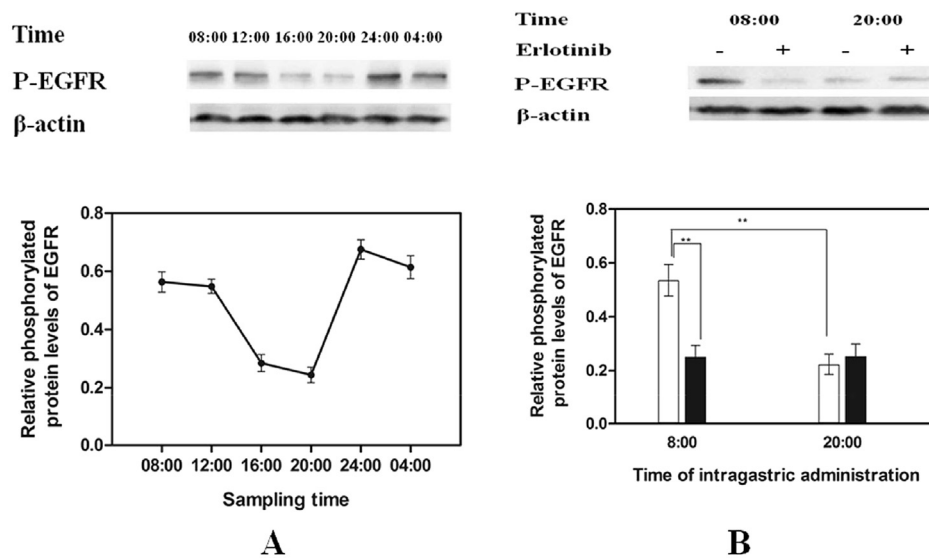 Time 08:00 12:00 16:00 20:00 24:00 04:00
P-EGFR
β-actin
Relative phosphorylated
protein levels of EGFR
0.8
0.6
0.4
0.2
0.0
08:00 12:00 16:00 20:00 24:00 04:00
Sampling time
A
Time 08:00 20:00
Erlotinib - + - +
P-EGFR
β-actin
Relative phosphorylated
protein levels of EGFR
0.8
0.6
0.4
0.2
0.0
**
**
8:00 20:00
Time of intragastric administration
B